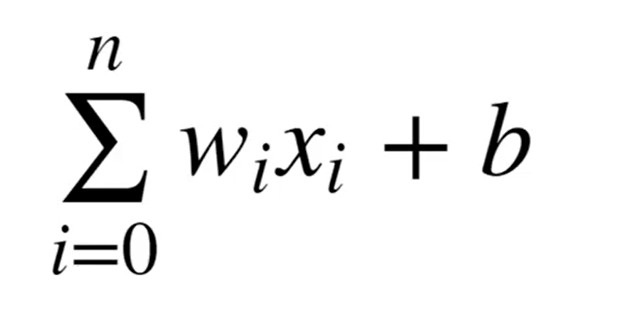 n
∑ wᵢxᵢ + b
i=0